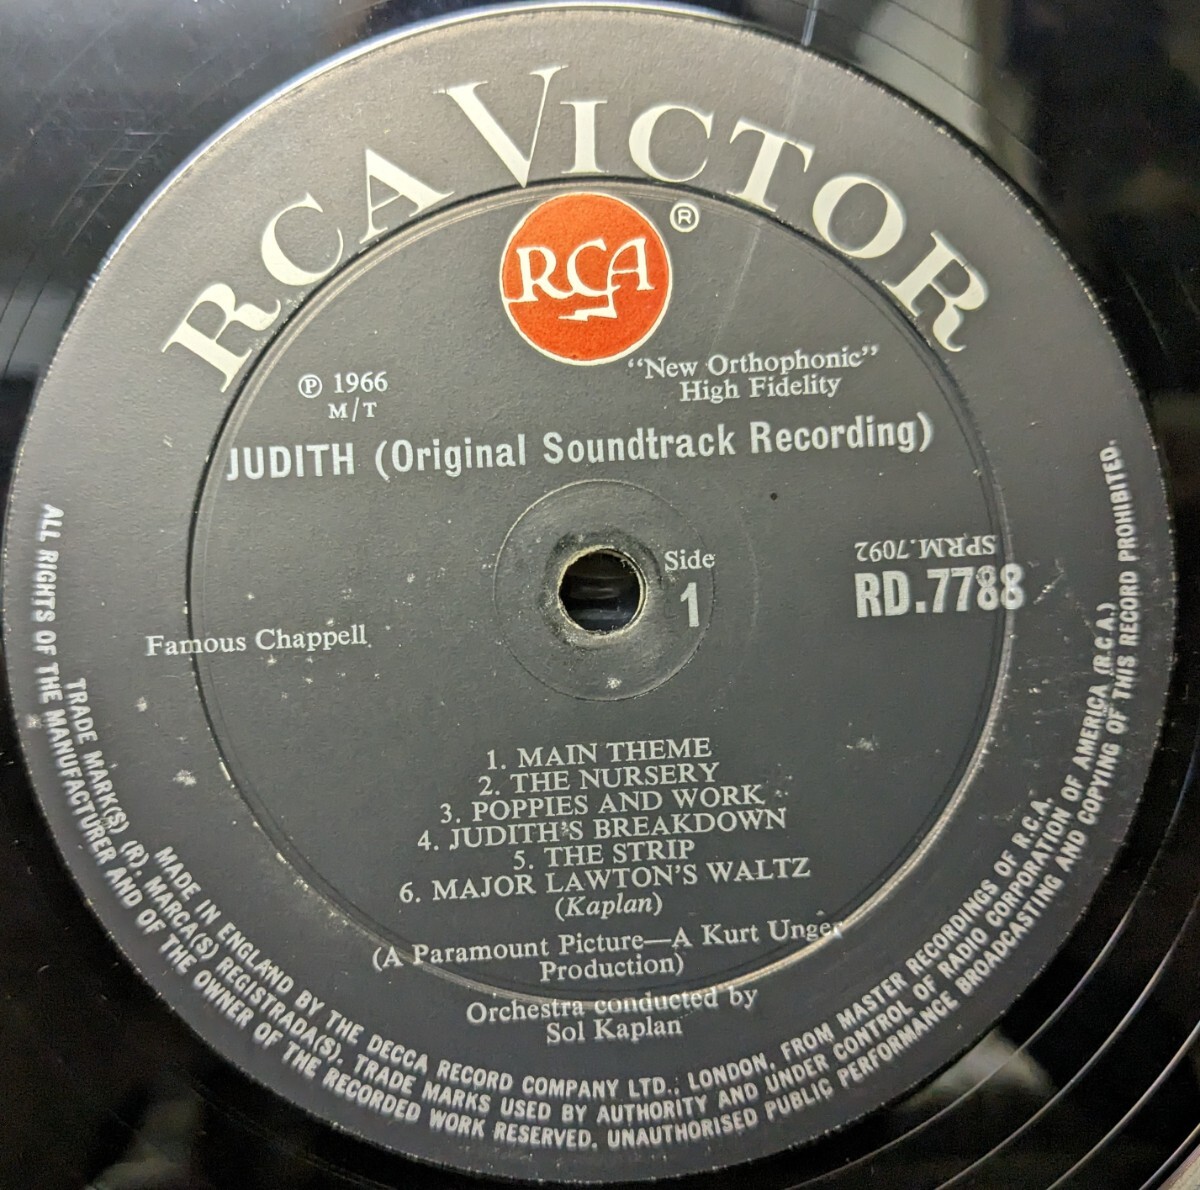 RCA VICTOR
RCA
®
℗ 1966
M/T
"New Orthophonic"
High Fidelity
JUDITH (Original Soundtrack Recording)
SPRM.7092
RD.7788
Side
1
Famous Chappell
1. MAIN THEME
2. THE NURSERY
3. POPPIES AND WORK
4. JUDITH'S BREAKDOWN
5. THE STRIP
6. MAJOR LAWTON'S WALTZ
(Kaplan)
(A Paramount Picture—A Kurt Unger
Production)
Orchestra conducted by
Sol Kaplan
MADE IN ENGLAND BY THE DECCA RECORD COMPANY LTD., LONDON, FROM MASTER RECORDINGS OF R.C.A.
TRADE MARK(S) (R). MARCA(S) REGISTRADA(S). TRADE MARKS USED BY AUTHORITY AND UNDER CONTROL OF RADIO CORPORATION OF AMERICA (R.C.A.)
ALL RIGHTS OF THE MANUFACTURER AND OF THE OWNER OF THE RECORDED WORK RESERVED. UNAUTHORISED PUBLIC PERFORMANCE BROADCASTING AND COPYING OF THIS RECORD PROHIBITED.